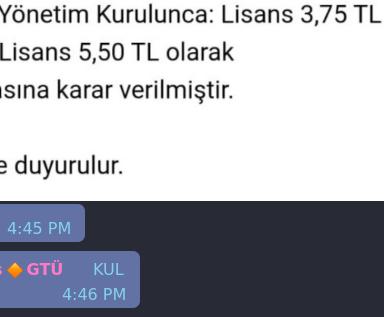 Yönetim Kurulunca: Lisans 3,75 TL
Lisans 5,50 TL olarak
asına karar verilmiştir.
e duyurulur.
4:45 PM
s🔶GTÜ KUL
4:46 PM